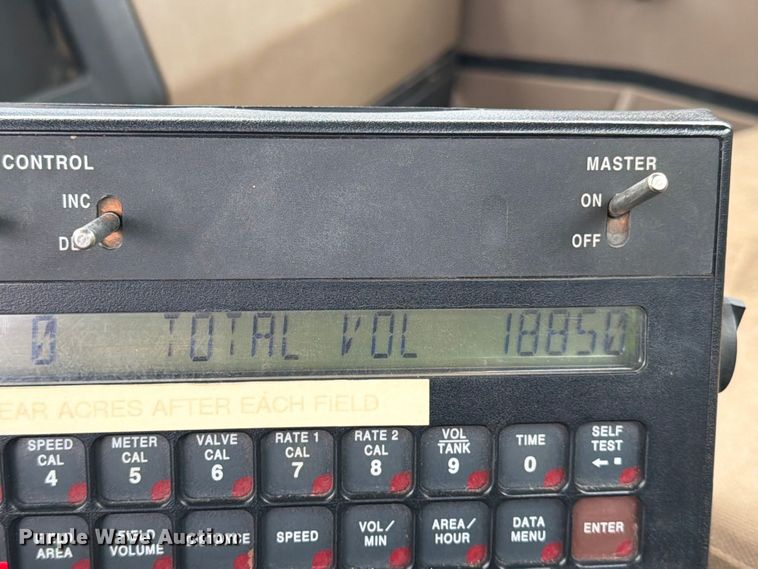 CONTROL
MASTER
INC
ON
OFF
0 TOTAL VOL 18850
EAR ACRES AFTER EACH FIELD
SPEED CAL 4
METER CAL 5
VALVE CAL 6
RATE 1 CAL 7
RATE 2 CAL 8
VOL TANK 9
TIME 0
SELF TEST
AREA
FIELD VOLUME
SPEED
VOL/ MIN
AREA/ HOUR
DATA MENU
ENTER
Purple Wave Auction